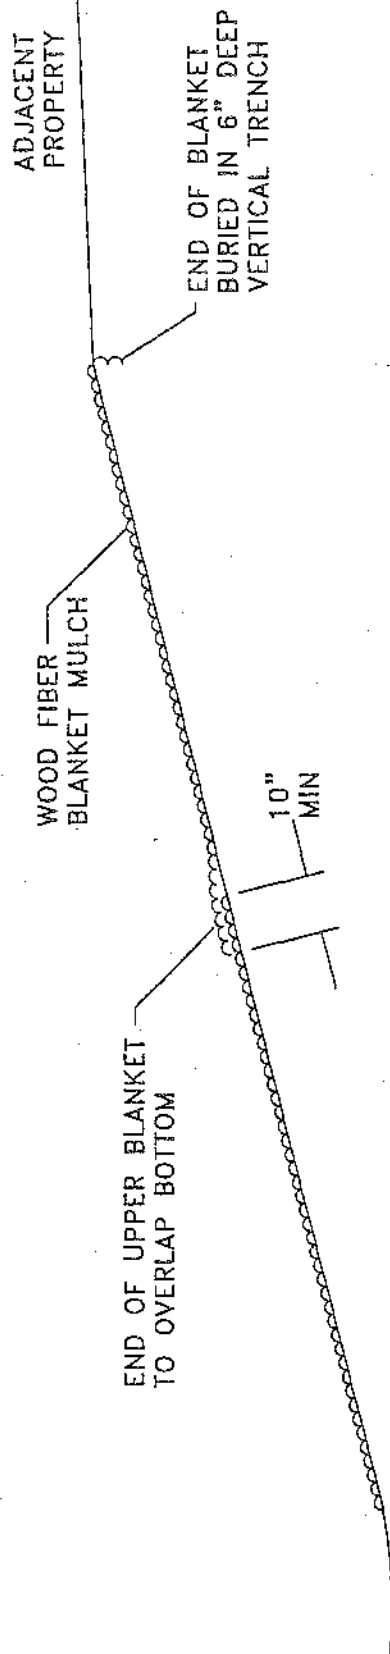 END OF UPPER BLANKET
TO OVERLAP BOTTOM
WOOD FIBER
BLANKET MULCH
10"
MIN
ADJACENT
PROPERTY
END OF BLANKET
BURIED IN 6" DEEP
VERTICAL TRENCH